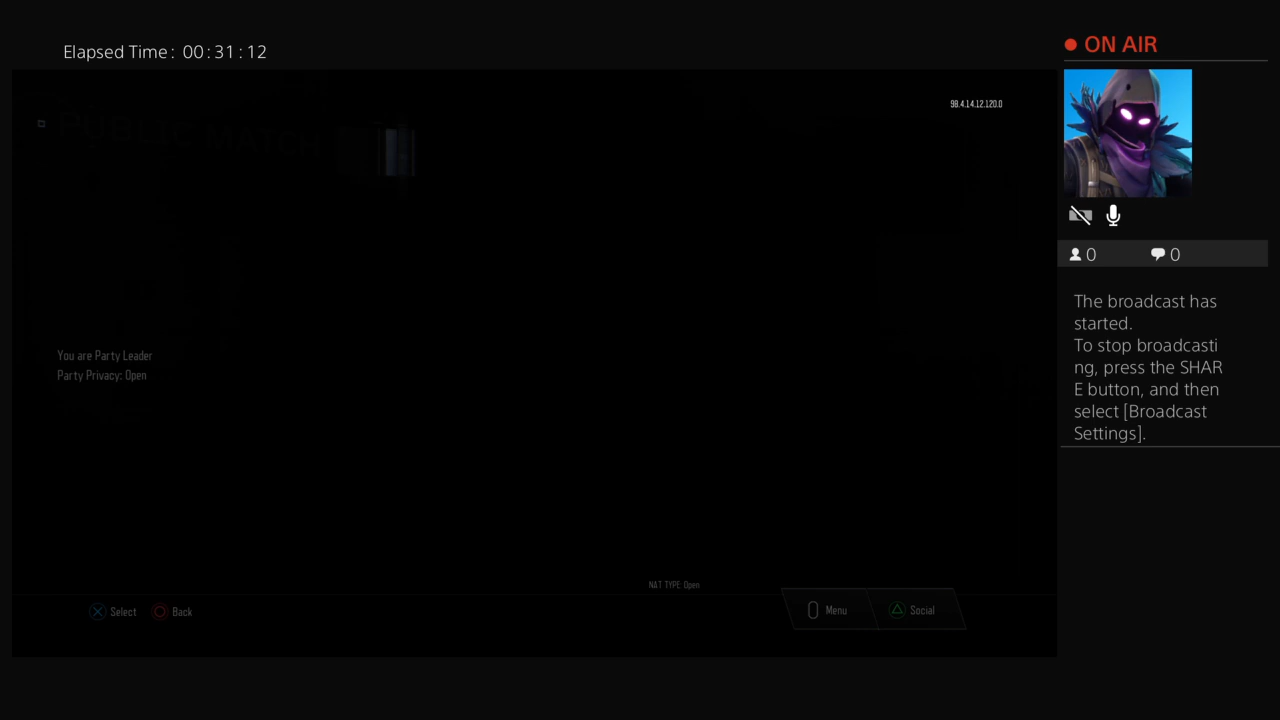 Elapsed Time: 00:31:12
ON AIR
98.4.14.12.120.0
PUBLIC MATCH
0
0
The broadcast has
started.
To stop broadcasti
ng, press the SHAR
E button, and then
select [Broadcast
Settings].
You are Party Leader
Party Privacy: Open
NAT TYPE: Open
Select
Back
Menu
Social